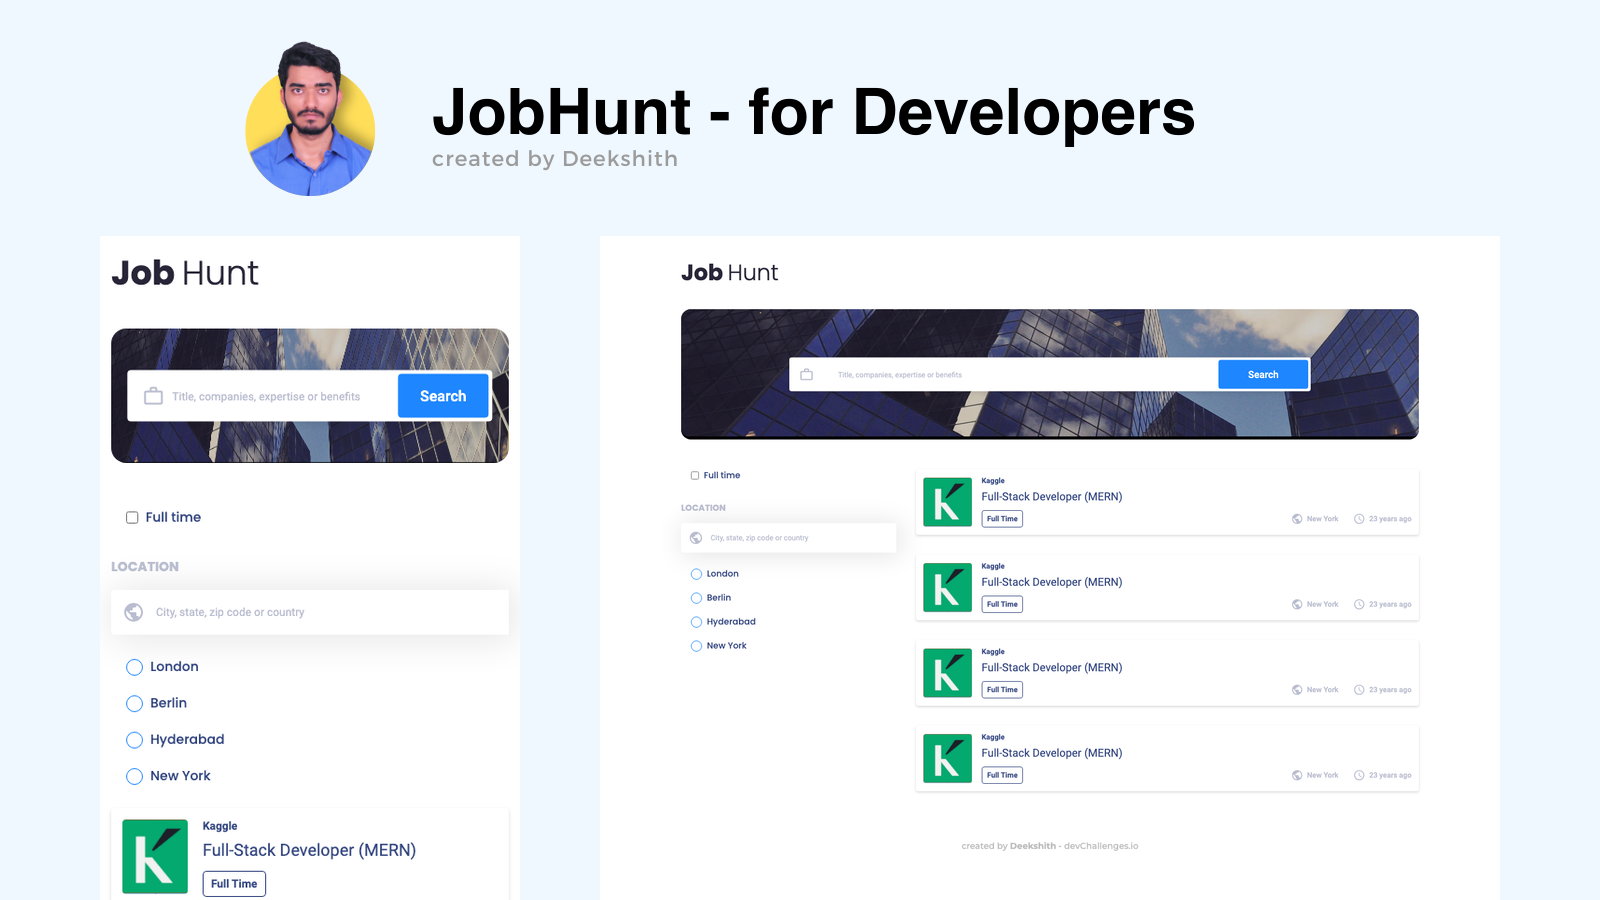 JobHunt - for Developers
created by Deekshith
Job Hunt
Title, companies, expertise or benefits
Search
Full time
LOCATION
City, state, zip code or country
London
Berlin
Hyderabad
New York
Kaggle
Full-Stack Developer (MERN)
Full Time
Job Hunt
Title, companies, expertise or benefits
Search
Full time
LOCATION
City, state, zip code or country
London
Berlin
Hyderabad
New York
Kaggle
Full-Stack Developer (MERN)
Full Time
New York
23 years ago
Kaggle
Full-Stack Developer (MERN)
Full Time
New York
23 years ago
Kaggle
Full-Stack Developer (MERN)
Full Time
New York
23 years ago
Kaggle
Full-Stack Developer (MERN)
Full Time
New York
23 years ago
created by Deekshith - devChallenges.io